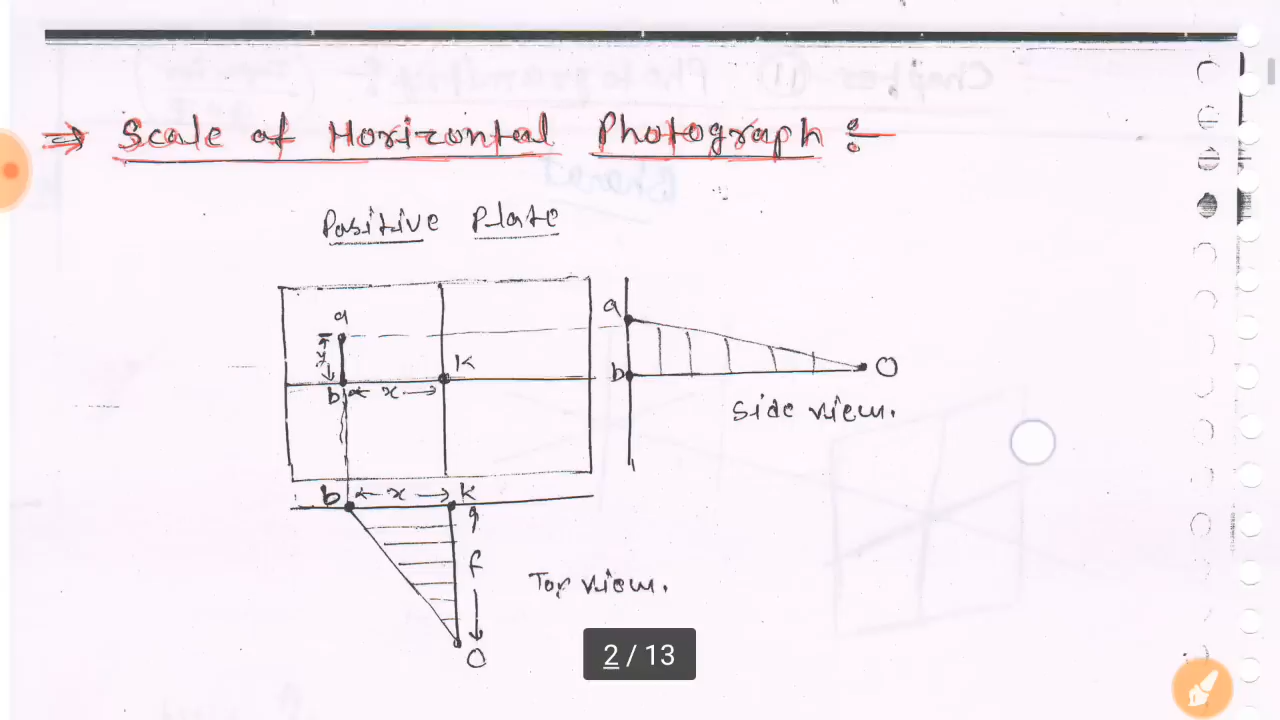 ⇒ Scale of Horizontal Photograph :-
Positive Plate
a
y
b ← x → K
a
b
O
Side view.
b ← x → K
f
O
Top view.
2 / 13